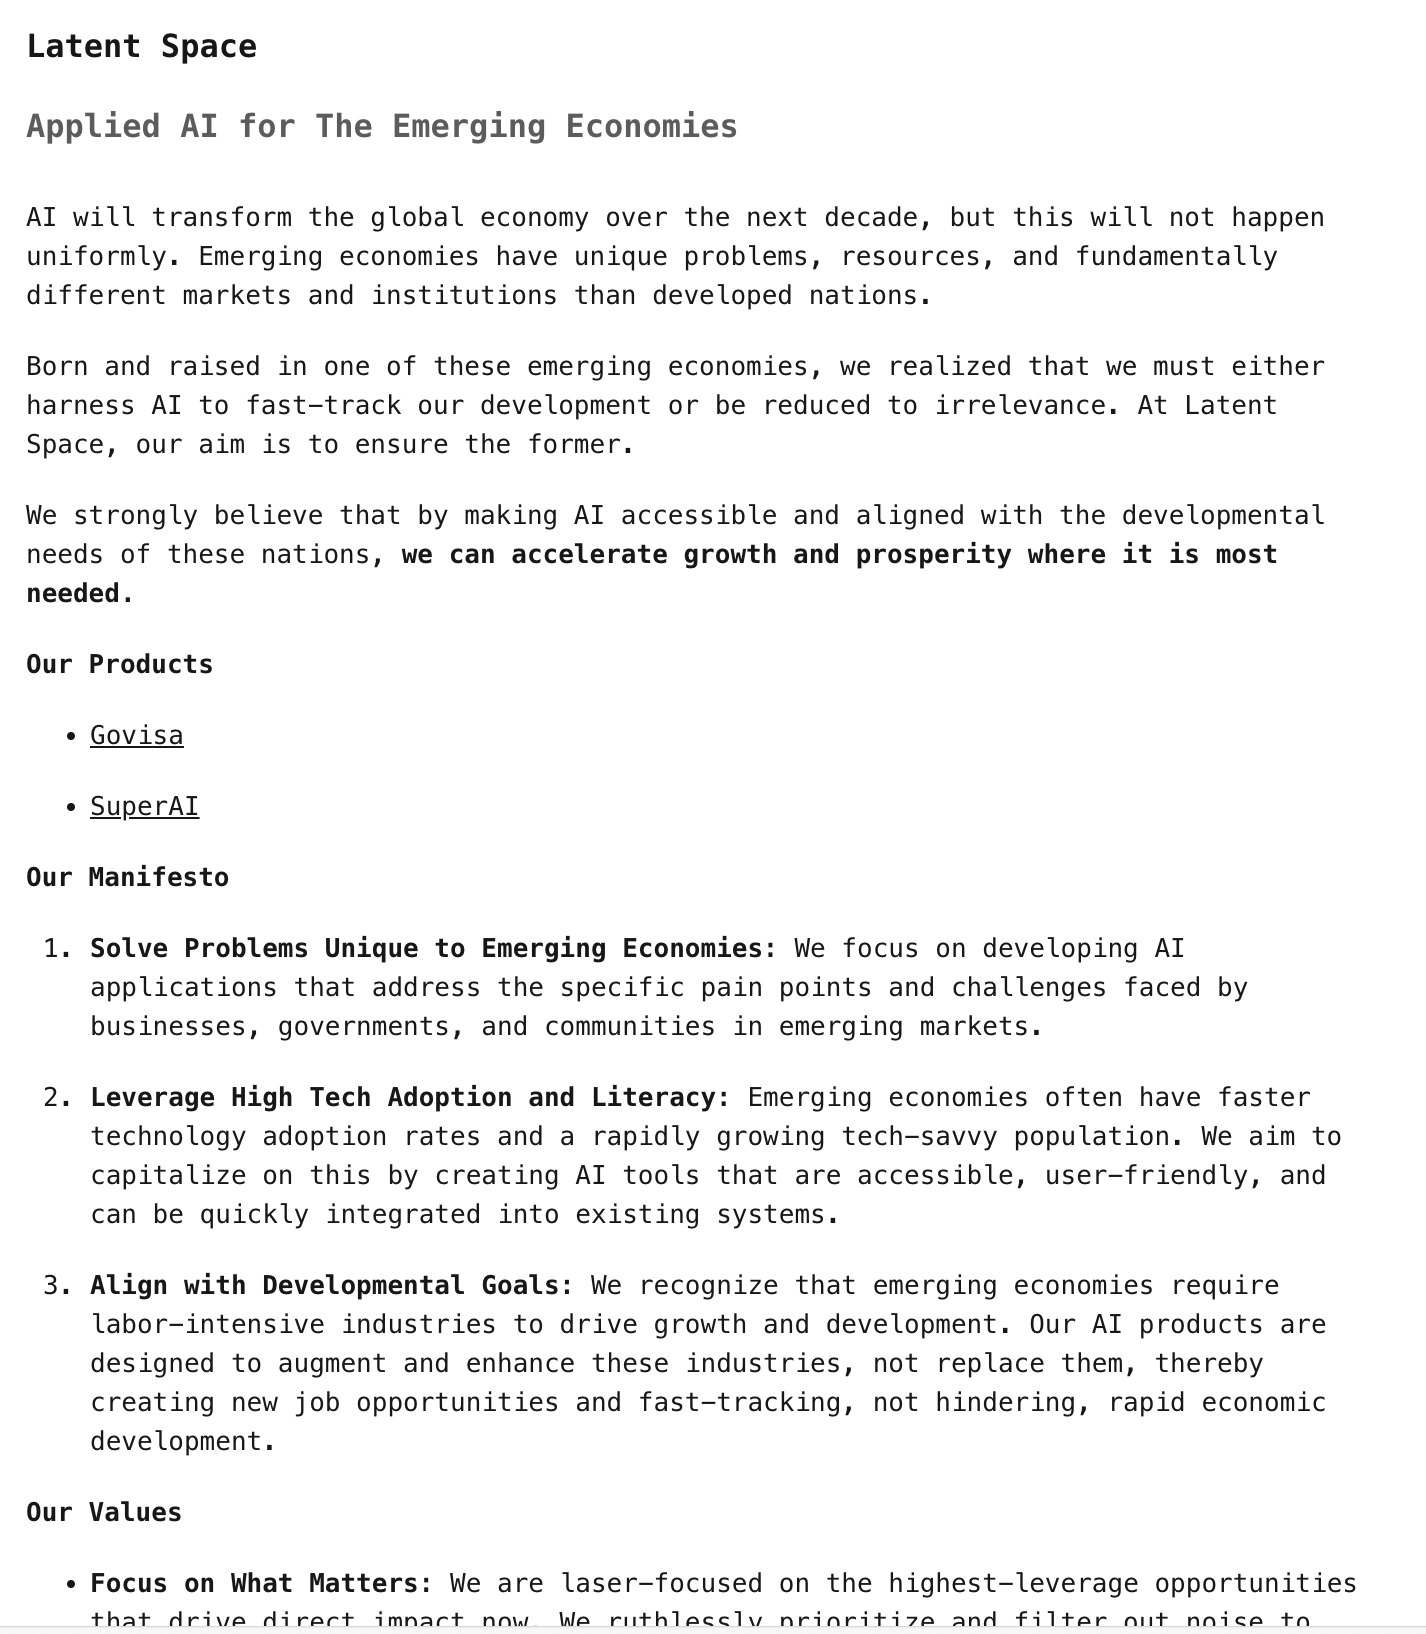 Latent Space
Applied AI for The Emerging Economies
AI will transform the global economy over the next decade, but this will not happen
uniformly. Emerging economies have unique problems, resources, and fundamentally
different markets and institutions than developed nations.
Born and raised in one of these emerging economies, we realized that we must either
harness AI to fast-track our development or be reduced to irrelevance. At Latent
Space, our aim is to ensure the former.
We strongly believe that by making AI accessible and aligned with the developmental
needs of these nations, we can accelerate growth and prosperity where it is most
needed.
Our Products
• Govisa
• SuperAI
Our Manifesto
1. Solve Problems Unique to Emerging Economies: We focus on developing AI
applications that address the specific pain points and challenges faced by
businesses, governments, and communities in emerging markets.
2. Leverage High Tech Adoption and Literacy: Emerging economies often have faster
technology adoption rates and a rapidly growing tech-savvy population. We aim to
capitalize on this by creating AI tools that are accessible, user-friendly, and
can be quickly integrated into existing systems.
3. Align with Developmental Goals: We recognize that emerging economies require
labor-intensive industries to drive growth and development. Our AI products are
designed to augment and enhance these industries, not replace them, thereby
creating new job opportunities and fast-tracking, not hindering, rapid economic
development.
Our Values
• Focus on What Matters: We are laser-focused on the highest-leverage opportunities
that drive direct impact now. We ruthlessly prioritize and filter out noise to